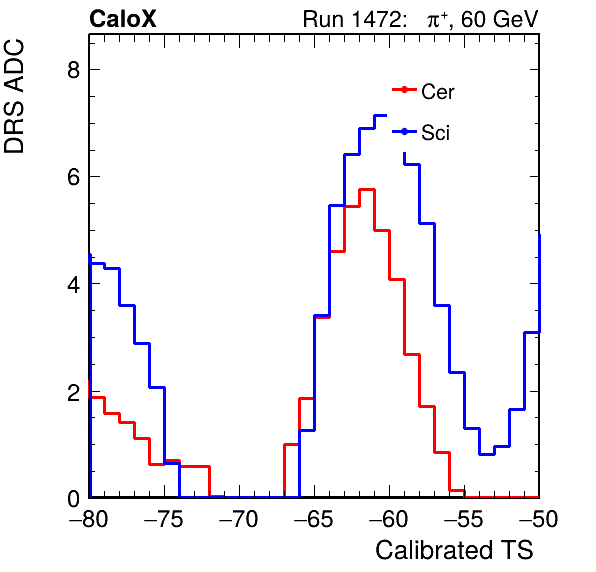 CaloX Run 1472: π⁺, 60 GeV
DRS ADC
8
6
4
2
0
Cer
Sci
−80 −75 −70 −65 −60 −55 −50
Calibrated TS